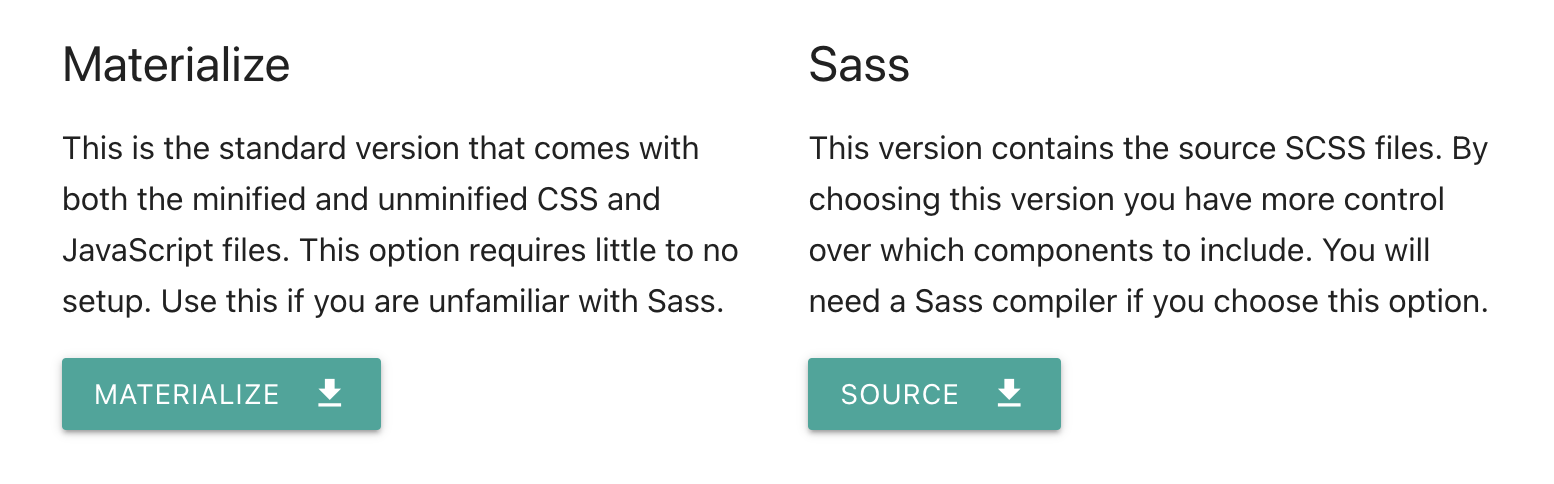 Materialize
This is the standard version that comes with
both the minified and unminified CSS and
JavaScript files. This option requires little to no
setup. Use this if you are unfamiliar with Sass.
MATERIALIZE
Sass
This version contains the source SCSS files. By
choosing this version you have more control
over which components to include. You will
need a Sass compiler if you choose this option.
SOURCE